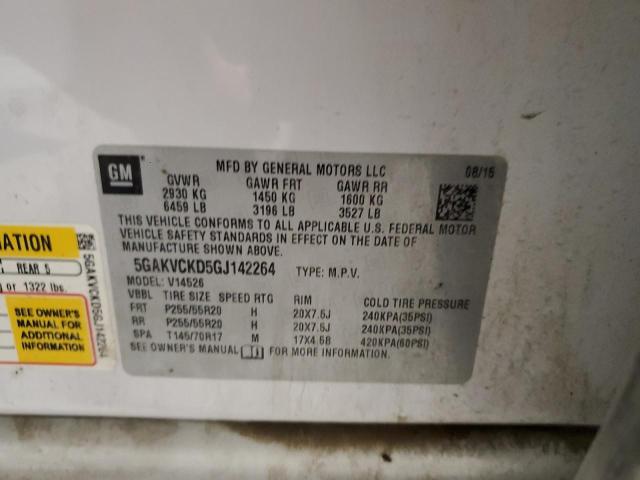 GM
MFD BY GENERAL MOTORS LLC 08/15
GVWR GAWR FRT GAWR RR
2930 KG 1450 KG 1600 KG
6459 LB 3196 LB 3527 LB
THIS VEHICLE CONFORMS TO ALL APPLICABLE U.S. FEDERAL MOTOR
VEHICLE SAFETY STANDARDS IN EFFECT ON THE DATE OF
MANUFACTURE SHOWN ABOVE.
5GAKVCKD5GJ142264 TYPE: M.P.V.
MODEL: V14526
VBBL TIRE SIZE SPEED RTG RIM COLD TIRE PRESSURE
FRT P255/55R20 H 20X7.5J 240KPA(35PSI)
RR P255/55R20 H 20X7.5J 240KPA(35PSI)
SPA T145/70R17 M 17X4.5B 420KPA(60PSI)
SEE OWNER'S MANUAL FOR MORE INFORMATION.
REAR 5
or 1322 lbs.
SEE OWNER'S
MANUAL FOR
ADDITIONAL
INFORMATION
5GAKVCKD5GJ142264